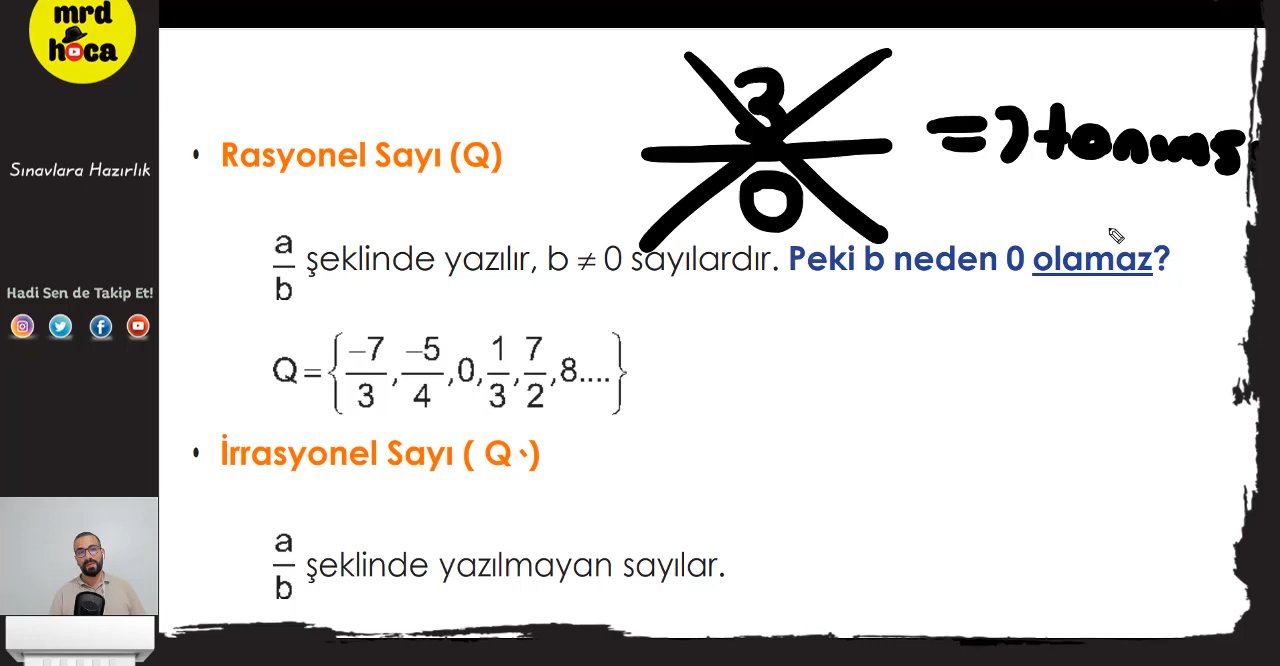 mrd
hoca
Sınavlara Hazırlık
Hadi Sen de Takip Et!
3
0
=> tanıms
• Rasyonel Sayı (Q)
a/b şeklinde yazılır, b ≠ 0 sayılardır. Peki b neden 0 olamaz?
Q = { -7/3, -5/4, 0, 1/3, 7/2, 8.... }
• İrrasyonel Sayı ( Q ˋ)
a/b şeklinde yazılmayan sayılar.